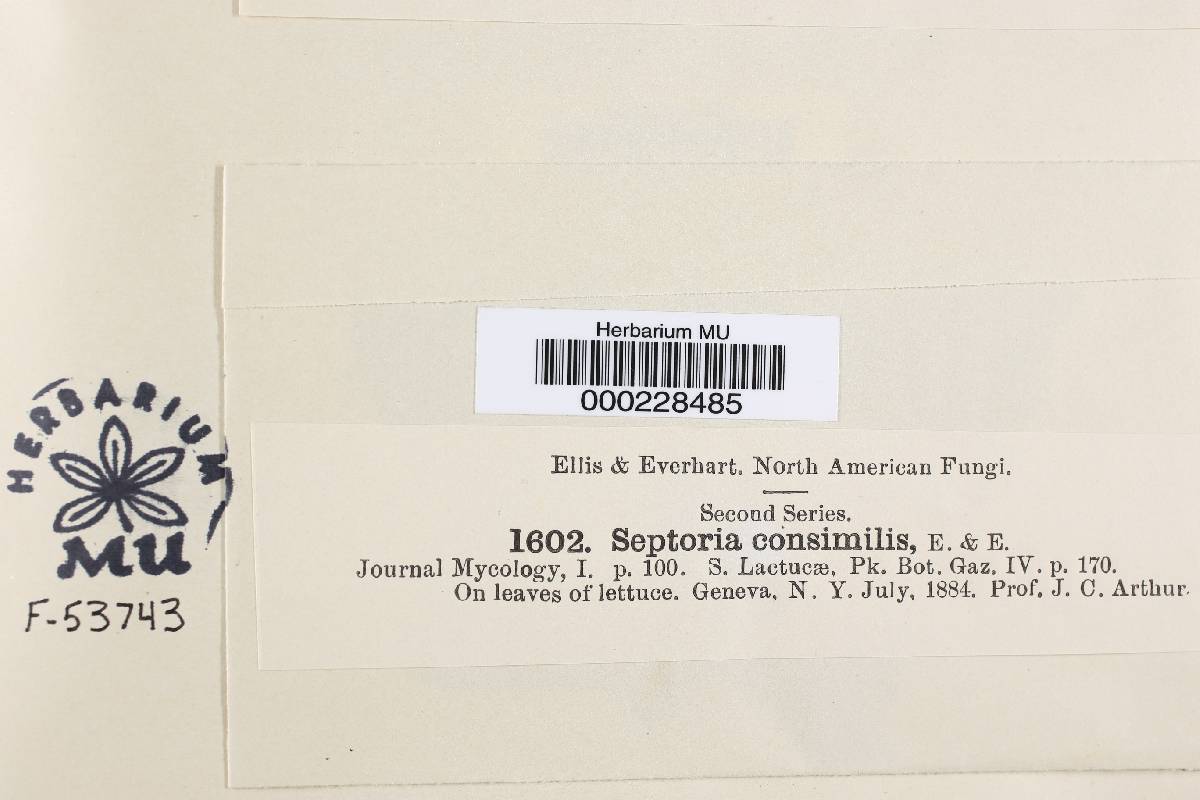 Herbarium MU
000228485
HERBARIUM
MU
F-53743
Ellis & Everhart. North American Fungi.
Second Series.
1602. Septoria consimilis, E. & E.
Journal Mycology, I. p. 100. S. Lactucæ, Pk. Bot. Gaz. IV. p. 170.
On leaves of lettuce. Geneva, N. Y. July, 1884. Prof. J. C. Arthur.